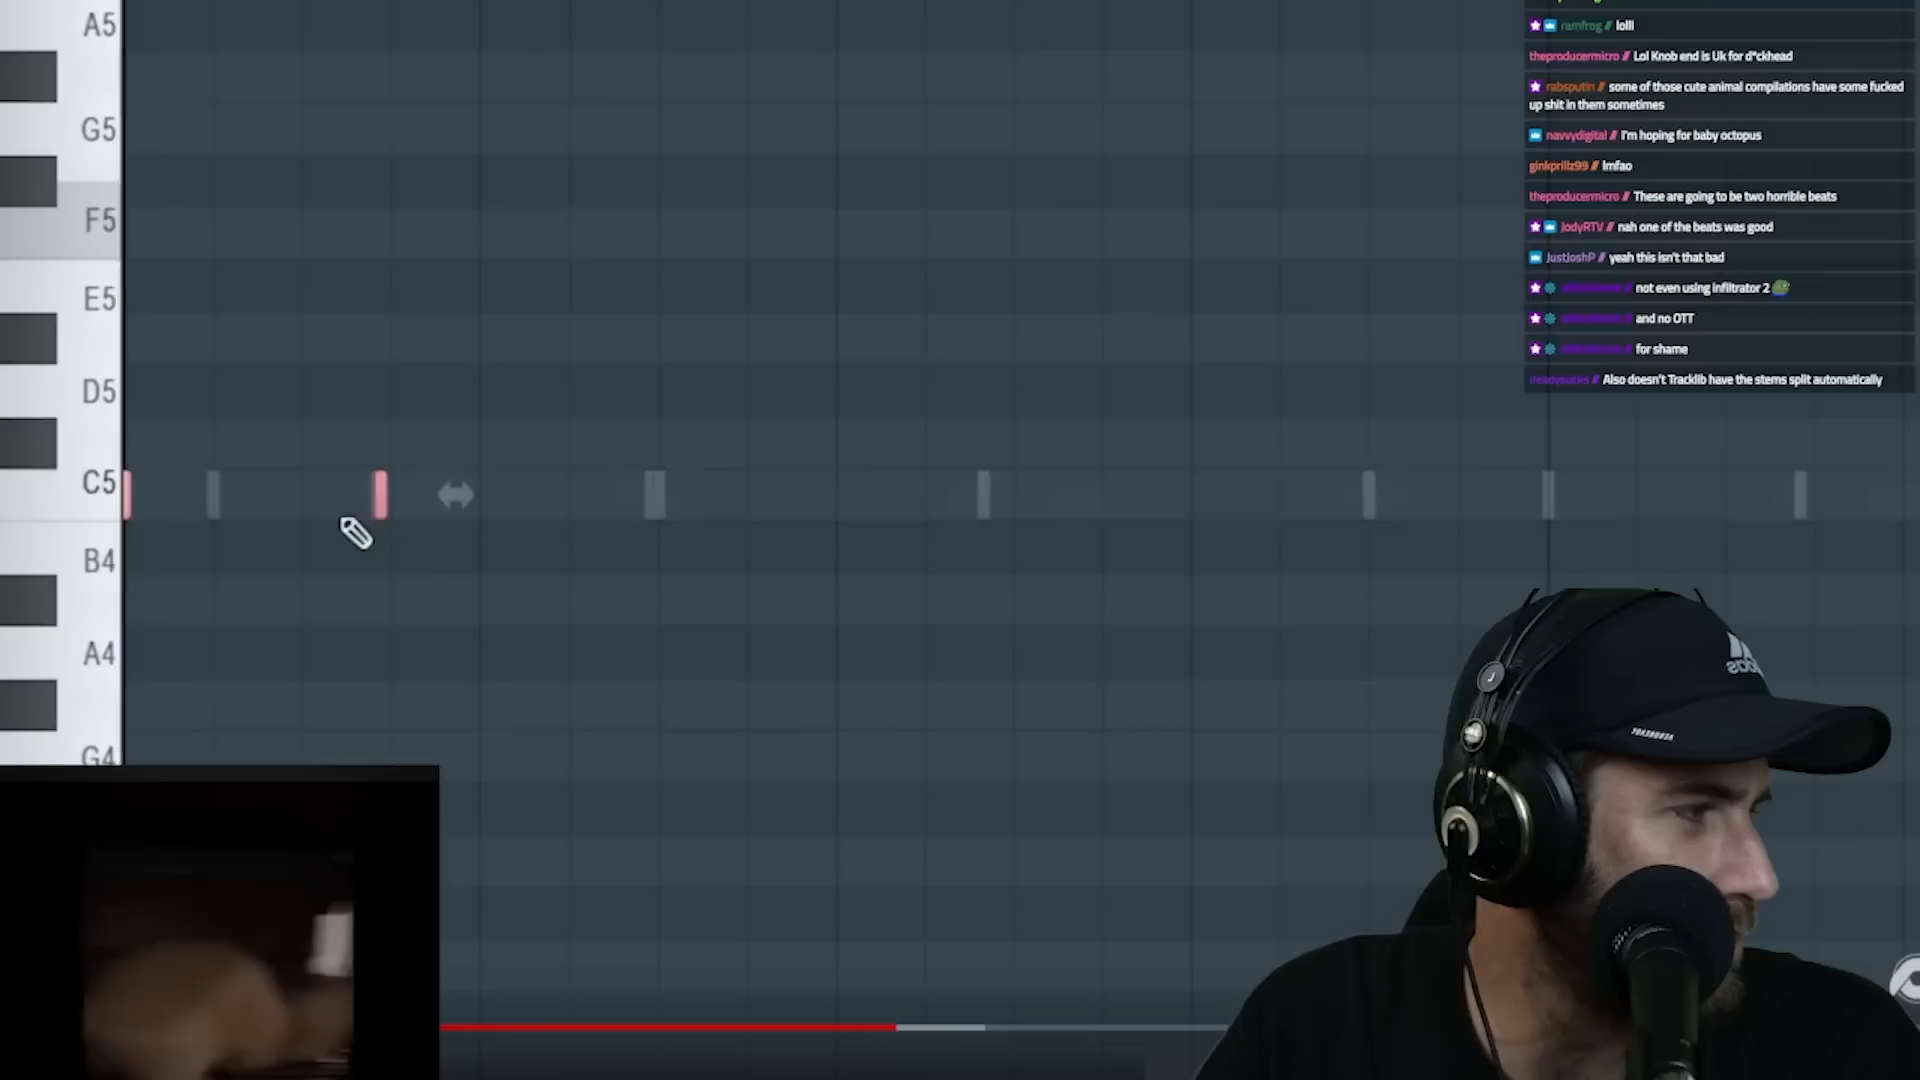 A5
G5
F5
E5
D5
C5
B4
A4
G4
ramfrog // lolll
theproducermicro // Lol Knob end is Uk for d*ckhead
rabsputin // some of those cute animal compilations have some fucked
up shit in them sometimes
navvydigital // I'm hoping for baby octopus
ginkprillz99 // lmfao
theproducermicro // These are going to be two horrible beats
JodyRTV // nah one of the beats was good
JustJoshP // yeah this isn't that bad
// not even using infiltrator 2
// and no OTT
// for shame
// Also doesn't Tracklib have the stems split automatically
adidas